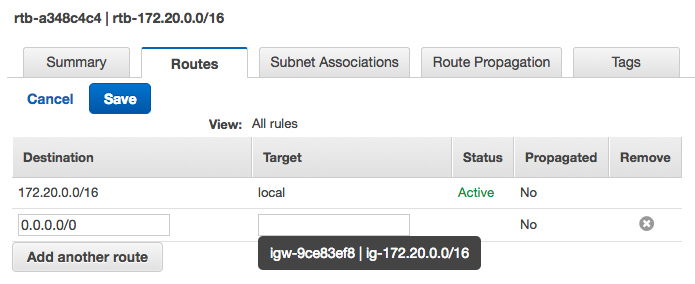 rtb-a348c4c4 | rtb-172.20.0.0/16
Summary Routes Subnet Associations Route Propagation Tags
Cancel Save
View: All rules
Destination Target Status Propagated Remove
172.20.0.0/16 local Active No
0.0.0.0/0 No
Add another route
igw-9ce83ef8 | ig-172.20.0.0/16